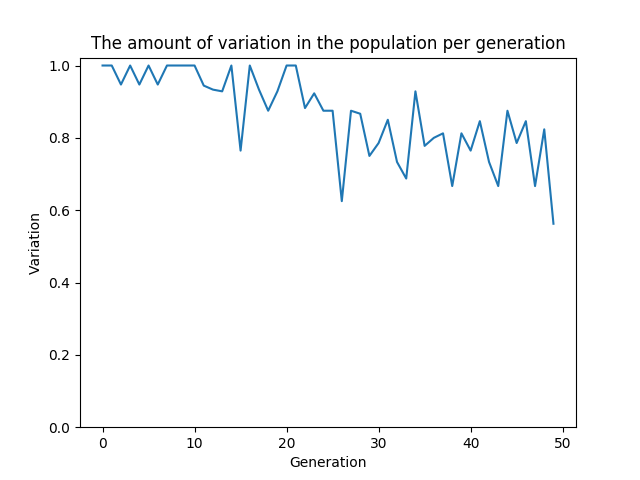 The amount of variation in the population per generation
1.0
0.8
0.6
0.4
0.2
0.0
Variation
0 10 20 30 40 50
Generation